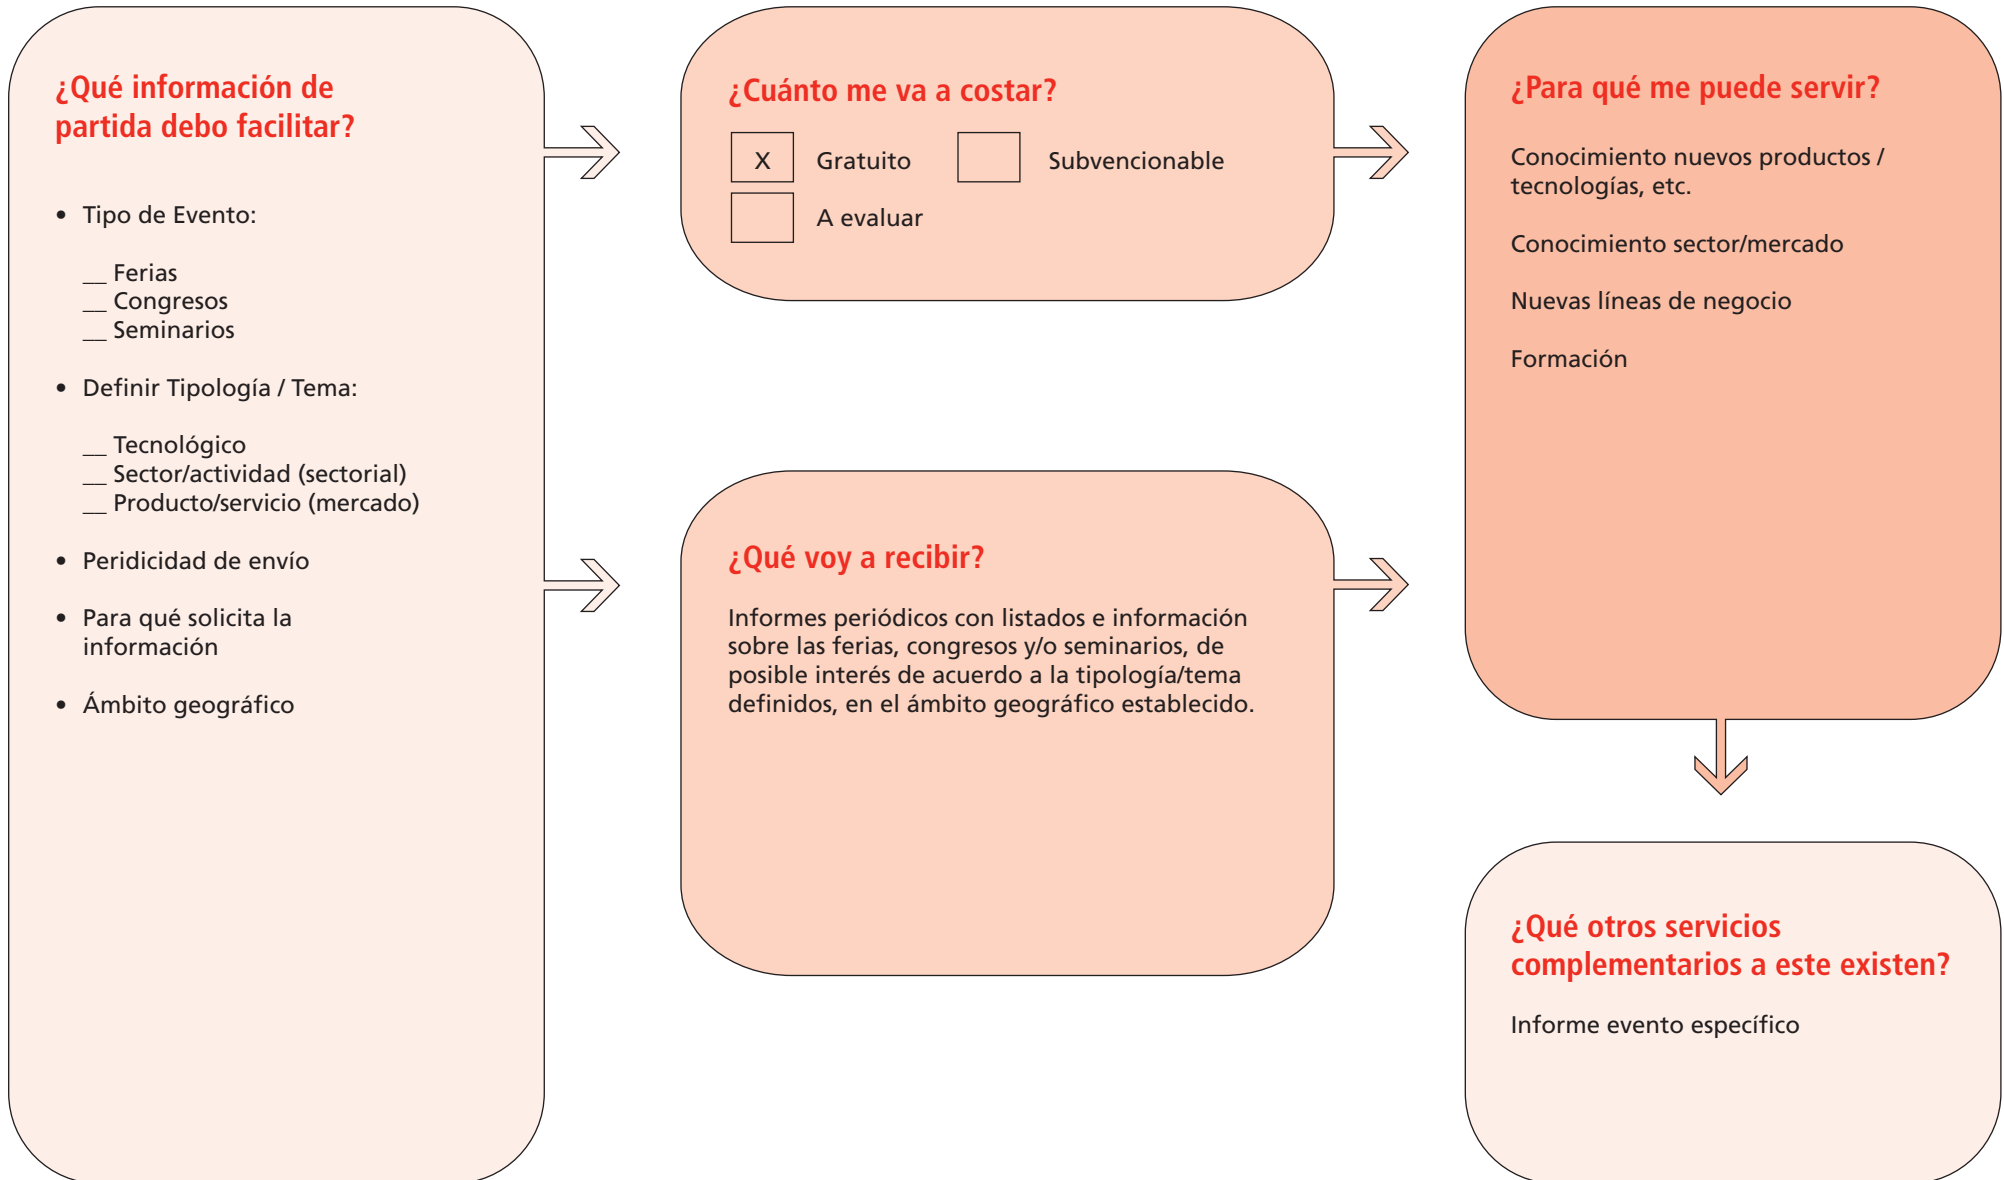 ¿Qué información de
partida debo facilitar?
• Tipo de Evento:
__ Ferias
__ Congresos
__ Seminarios
• Definir Tipología / Tema:
__ Tecnológico
__ Sector/actividad (sectorial)
__ Producto/servicio (mercado)
• Peridicidad de envío
• Para qué solicita la
información
• Ámbito geográfico
¿Cuánto me va a costar?
X Gratuito Subvencionable
A evaluar
¿Qué voy a recibir?
Informes periódicos con listados e información
sobre las ferias, congresos y/o seminarios, de
posible interés de acuerdo a la tipología/tema
definidos, en el ámbito geográfico establecido.
¿Para qué me puede servir?
Conocimiento nuevos productos /
tecnologías, etc.
Conocimiento sector/mercado
Nuevas líneas de negocio
Formación
¿Qué otros servicios
complementarios a este existen?
Informe evento específico